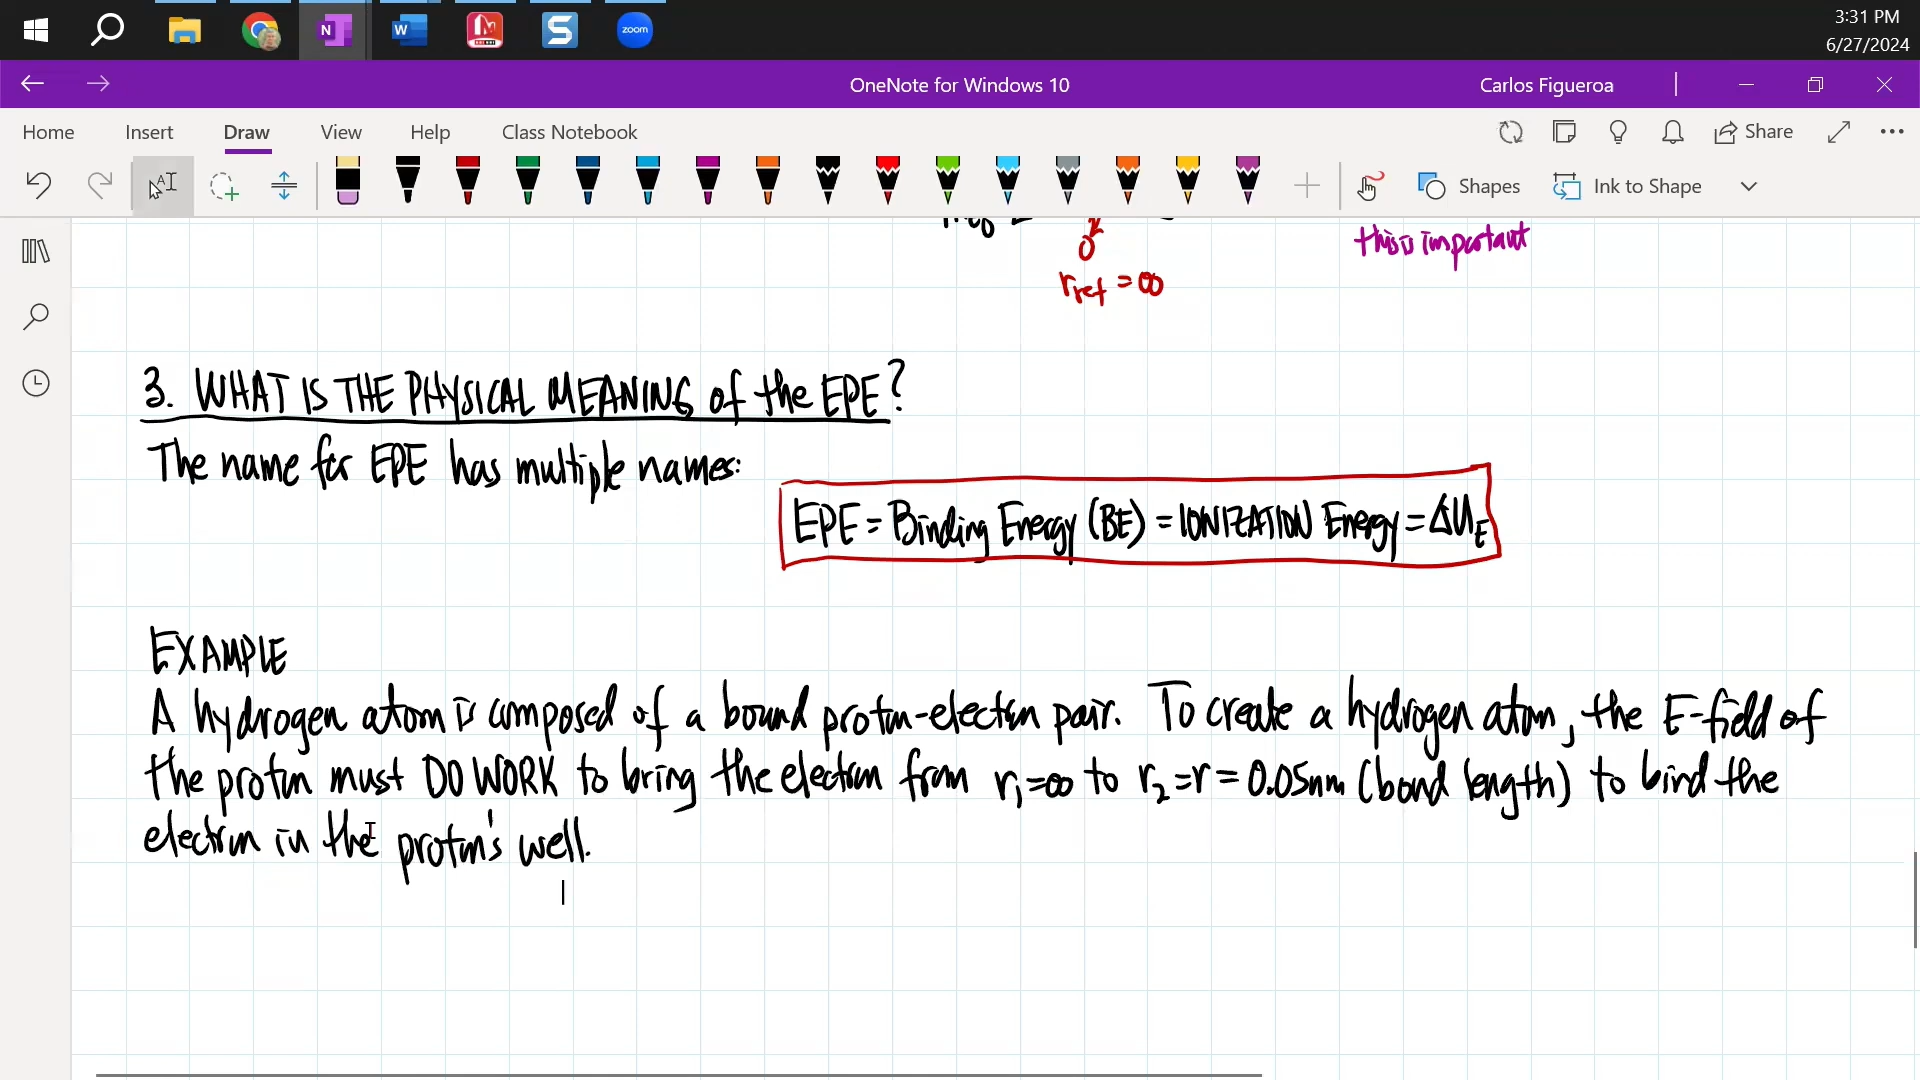 3:31 PM
6/27/2024
N
W
S
zoom
OneNote for Windows 10
Carlos Figueroa
Home Insert Draw View Help Class Notebook
Share
Shapes
Ink to Shape
this is important
r_ref = ∞
3. WHAT IS THE PHYSICAL MEANING of the EPE?
The name for EPE has multiple names:
EPE = Binding Energy (BE) = IONIZATION Energy = ΔU_E
EXAMPLE
A hydrogen atom is composed of a bound proton-electron pair. To create a hydrogen atom, the E-field of
the proton must DO WORK to bring the electron from r₁=∞ to r₂=r = 0.05nm (bond length) to bind the
electron in the proton's well.